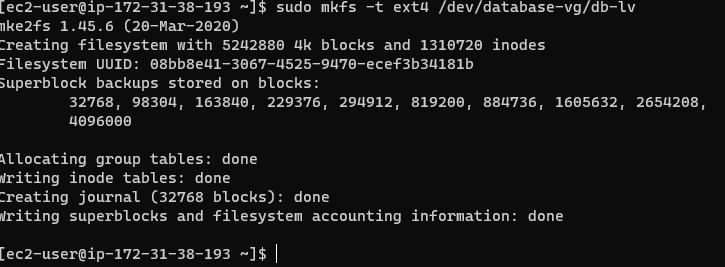 [ec2-user@ip-172-31-38-193 ~]$ sudo mkfs -t ext4 /dev/database-vg/db-lv
mke2fs 1.45.6 (20-Mar-2020)
Creating filesystem with 5242880 4k blocks and 1310720 inodes
Filesystem UUID: 08bb8e41-3067-4525-9470-ecef3b34181b
Superblock backups stored on blocks:
32768, 98304, 163840, 229376, 294912, 819200, 884736, 1605632, 2654208,
4096000
Allocating group tables: done
Writing inode tables: done
Creating journal (32768 blocks): done
Writing superblocks and filesystem accounting information: done
[ec2-user@ip-172-31-38-193 ~]$